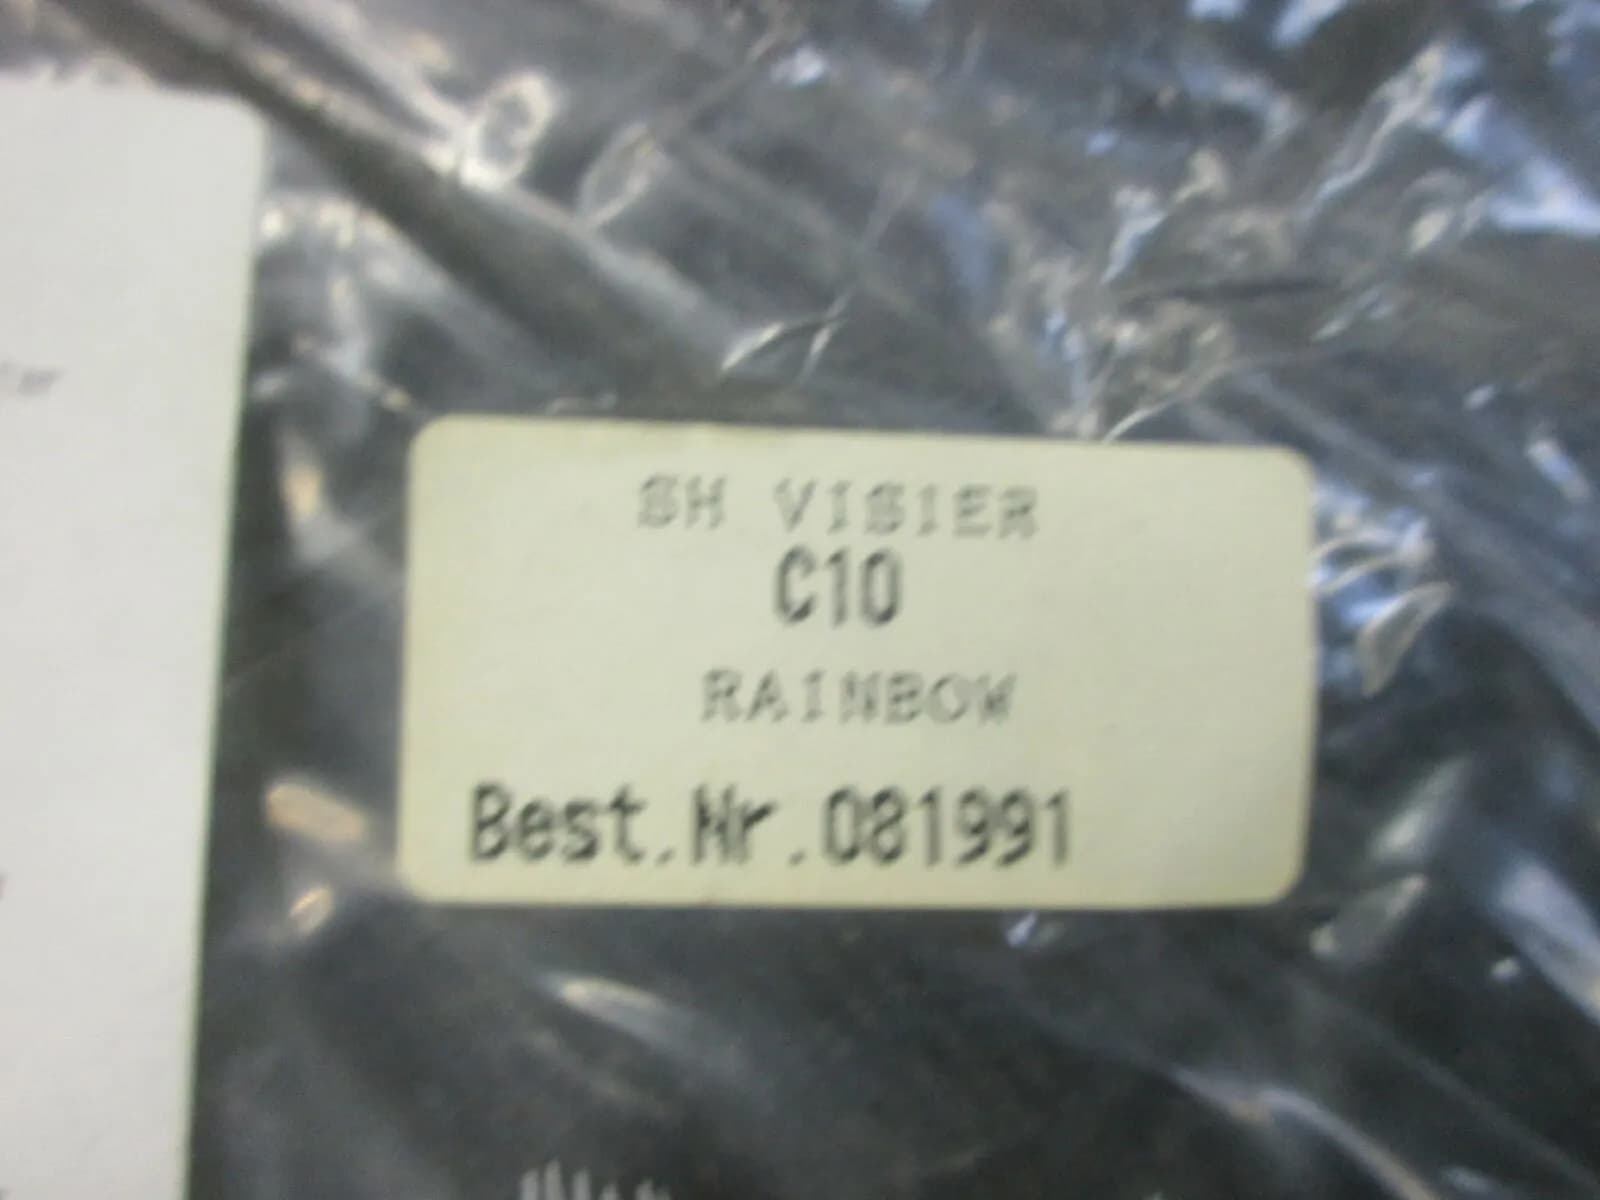 SH VISIER
C10
RAINBOW
Best.Nr.081991